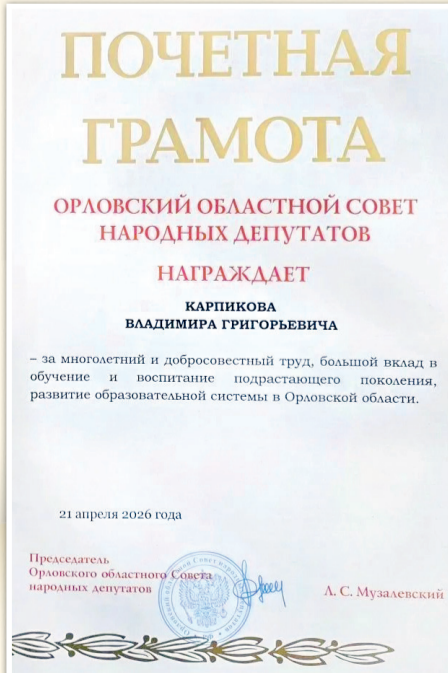 ПОЧЕТНАЯ
ГРАМОТА
ОРЛОВСКИЙ ОБЛАСТНОЙ СОВЕТ
НАРОДНЫХ ДЕПУТАТОВ
НАГРАЖДАЕТ
КАРПИКОВА
ВЛАДИМИРА ГРИГОРЬЕВИЧА
– за многолетний и добросовестный труд, большой вклад в
обучение и воспитание подрастающего поколения,
развитие образовательной системы в Орловской области.
21 апреля 2026 года
Председатель
Орловского областного Совета
народных депутатов
Л. С. Музалевский